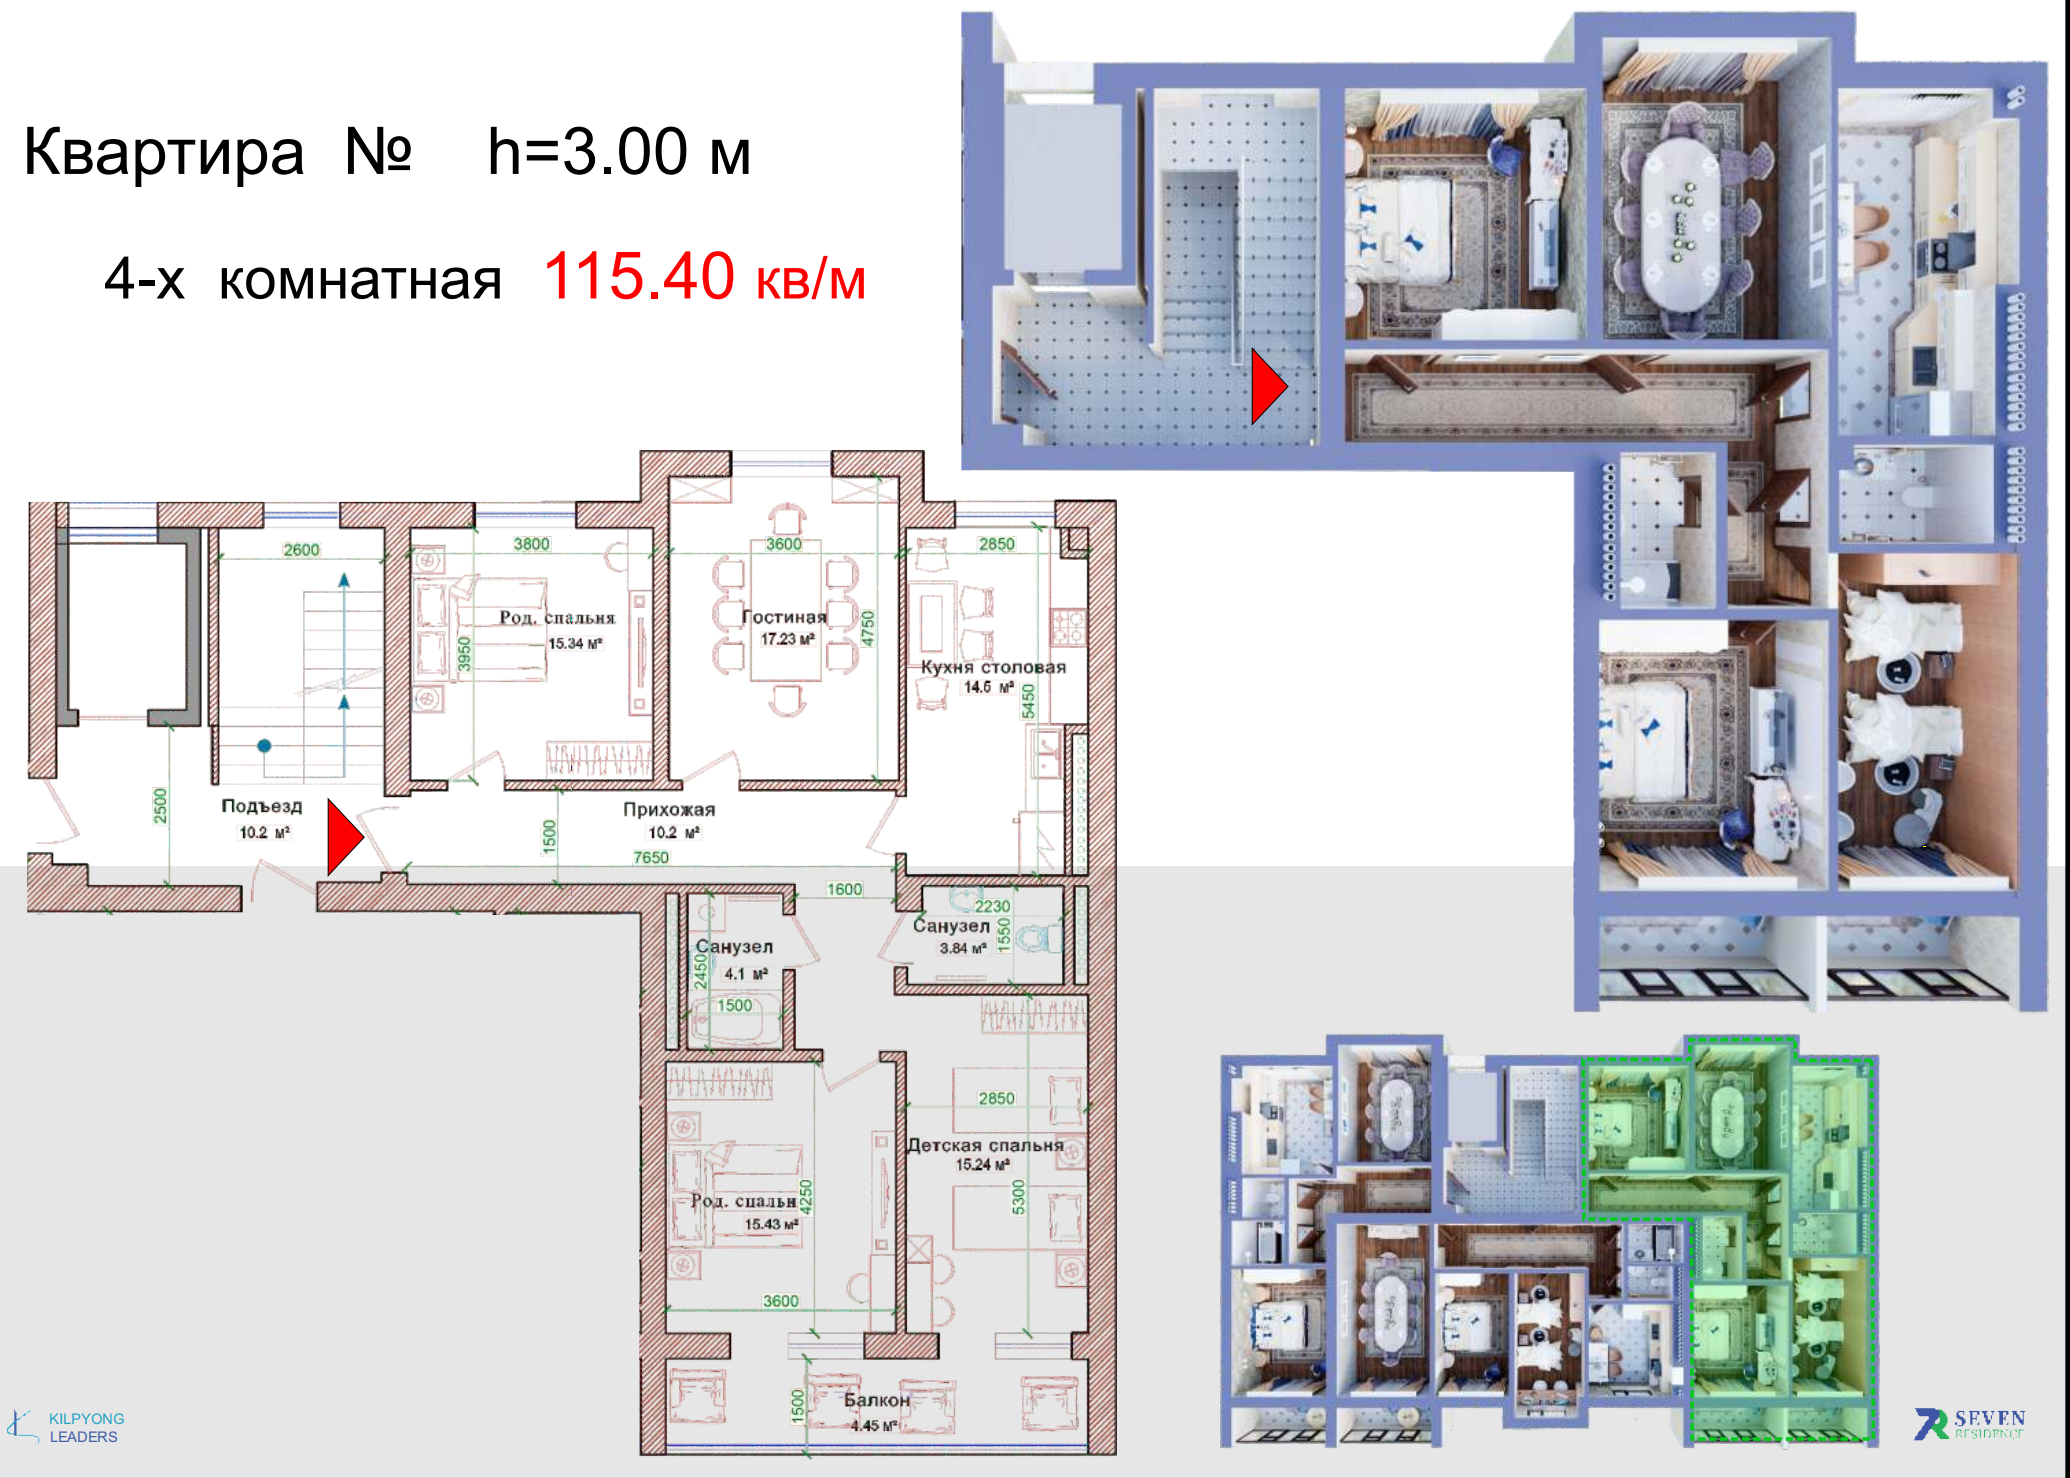 Квартира № h=3.00 м
4-х комнатная 115.40 кв/м
2600
3800
3600
2850
Род. спальня
15.34 м²
3950
Гостиная
17.23 м²
4750
Кухня столовая
14.5 м²
5450
2500
Подъезд
10.2 м²
Прихожая
10.2 м²
1500
7650
1600
Санузел
4.1 м²
2450
1500
Санузел
3.84 м²
2230
1550
2850
Детская спальня
15.24 м²
5300
Род. спальн
15.43 м²
4250
3600
Балкон
4.45 м²
1500
KILPYONG
LEADERS
7R SEVEN
RESIDENCE